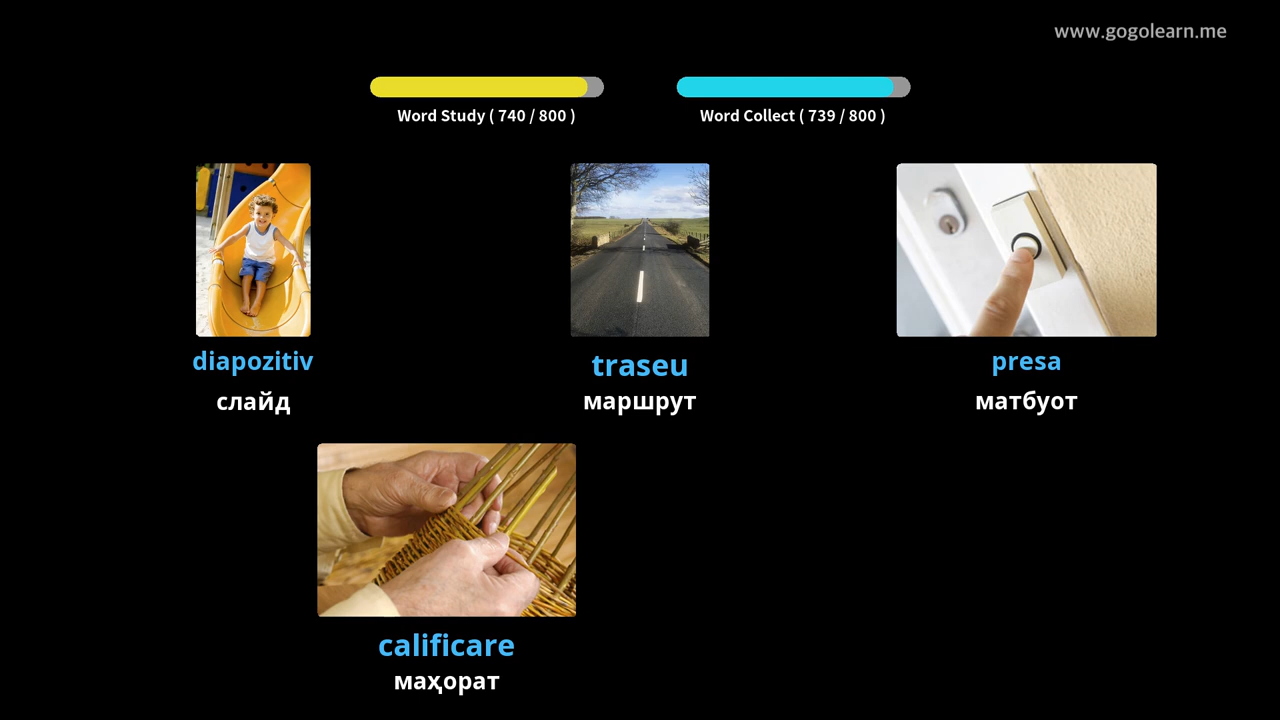 www.gogolearn.me
Word Study ( 740 / 800 )
Word Collect ( 739 / 800 )
diapozitiv
traseu
presa
слайд
маршрут
матбуот
calificare
маҳорат